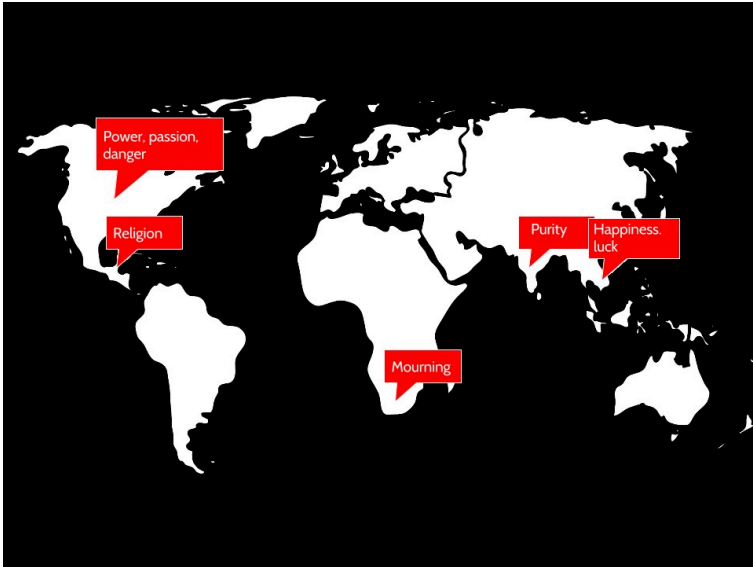 Power, passion,
danger
Religion
Purity
Happiness.
luck
Mourning